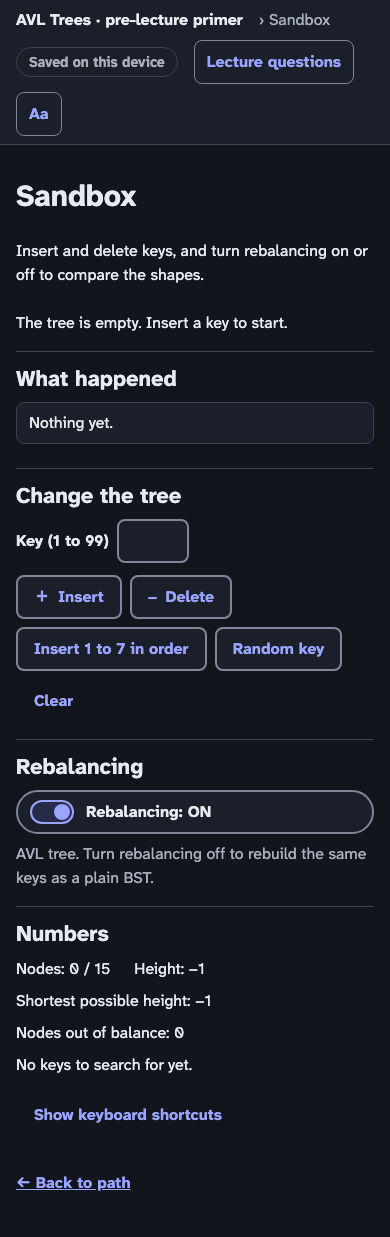 AVL Trees · pre-lecture primer › Sandbox
Saved on this device
Lecture questions
Aa
Sandbox
Insert and delete keys, and turn rebalancing on or
off to compare the shapes.
The tree is empty. Insert a key to start.
What happened
Nothing yet.
Change the tree
Key (1 to 99)
+ Insert
– Delete
Insert 1 to 7 in order
Random key
Clear
Rebalancing
Rebalancing: ON
AVL tree. Turn rebalancing off to rebuild the same
keys as a plain BST.
Numbers
Nodes: 0 / 15 Height: −1
Shortest possible height: −1
Nodes out of balance: 0
No keys to search for yet.
Show keyboard shortcuts
← Back to path